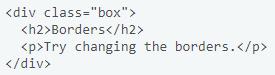 <div class="box">
  <h2>Borders</h2>
  <p>Try changing the borders.</p>
</div>